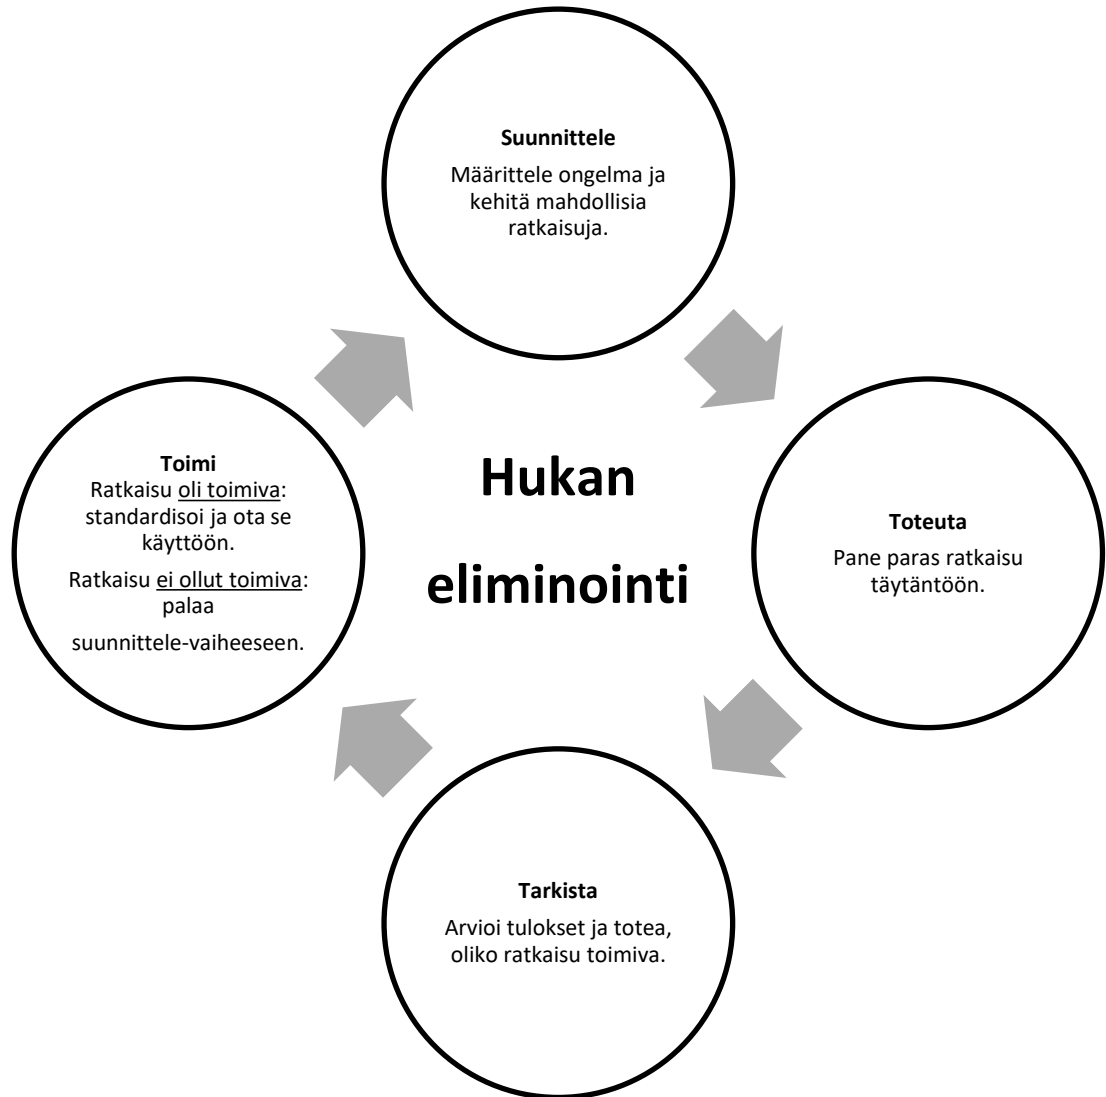 Suunnittele
Määrittele ongelma ja
kehitä mahdollisia
ratkaisuja.
Toteuta
Pane paras ratkaisu
täytäntöön.
Tarkista
Arvioi tulokset ja totea,
oliko ratkaisu toimiva.
Toimi
Ratkaisu oli toimiva:
standardisoi ja ota se
käyttöön.
Ratkaisu ei ollut toimiva:
palaa
suunnittele-vaiheeseen.
Hukan
eliminointi